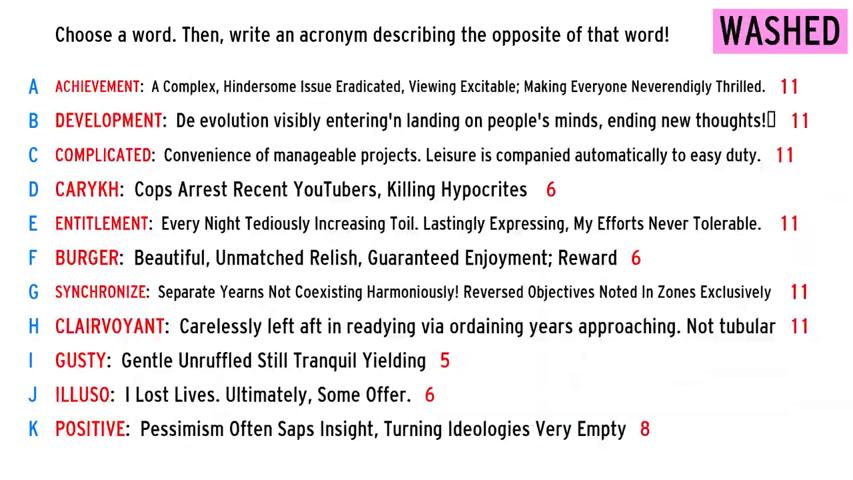 Choose a word. Then, write an acronym describing the opposite of that word! WASHED
A ACHIEVEMENT: A Complex, Hindersome Issue Eradicated, Viewing Excitable; Making Everyone Neverendigly Thrilled. 11
B DEVELOPMENT: De evolution visibly entering'n landing on people's minds, ending new thoughts! 11
C COMPLICATED: Convenience of manageable projects. Leisure is companied automatically to easy duty. 11
D CARYKH: Cops Arrest Recent YouTubers, Killing Hypocrites 6
E ENTITLEMENT: Every Night Tediously Increasing Toil. Lastingly Expressing, My Efforts Never Tolerable. 11
F BURGER: Beautiful, Unmatched Relish, Guaranteed Enjoyment; Reward 6
G SYNCHRONIZE: Separate Yearns Not Coexisting Harmoniously! Reversed Objectives Noted In Zones Exclusively 11
H CLAIRVOYANT: Carelessly left aft in readying via ordaining years approaching. Not tubular 11
I GUSTY: Gentle Unruffled Still Tranquil Yielding 5
J ILLUSO: I Lost Lives. Ultimately, Some Offer. 6
K POSITIVE: Pessimism Often Saps Insight, Turning Ideologies Very Empty 8